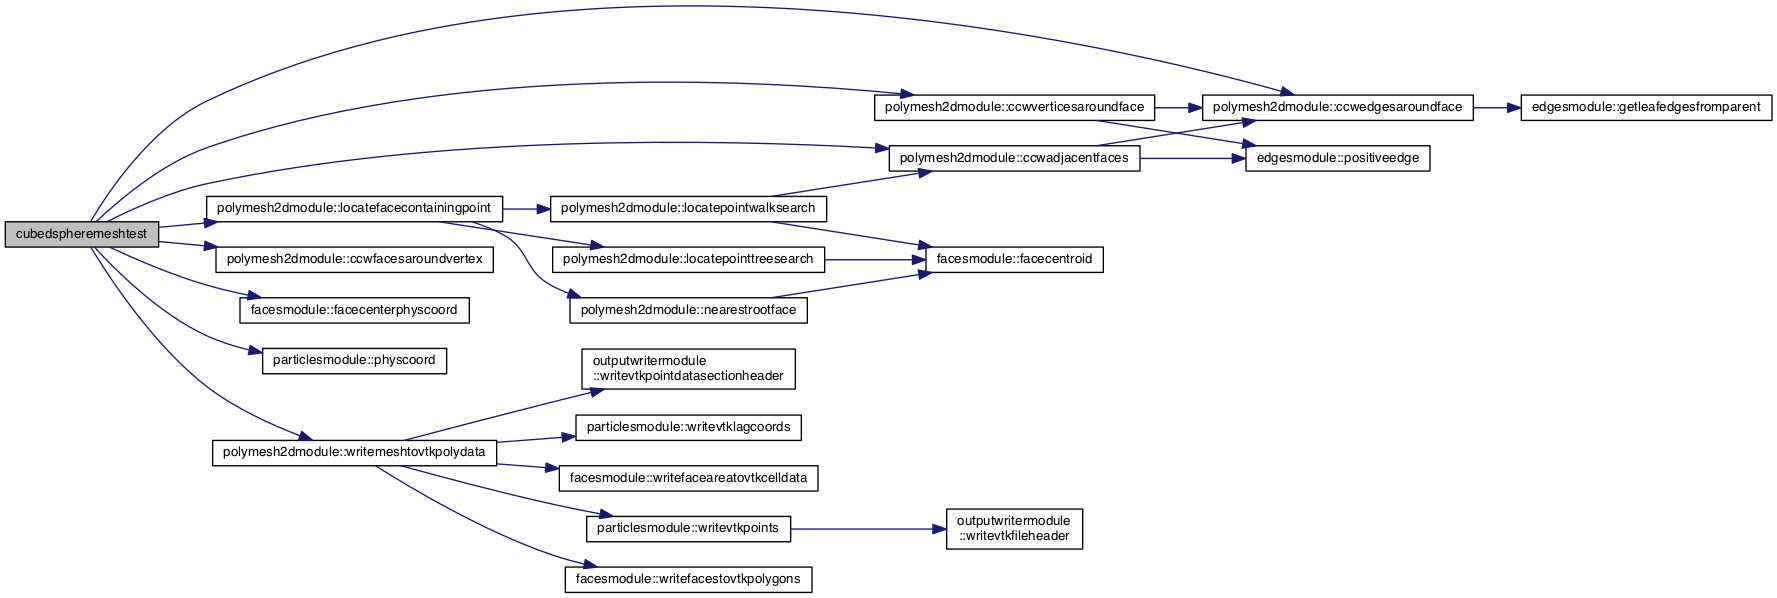 cubedspheremeshtest
polymesh2dmodule::ccwverticesaroundface
polymesh2dmodule::ccwedgesaroundface
edgesmodule::getleafedgesfromparent
polymesh2dmodule::ccwadjacentfaces
edgesmodule::positiveedge
polymesh2dmodule::locatefacecontainingpoint
polymesh2dmodule::locatepointwalksearch
polymesh2dmodule::ccwfacesaroundvertex
polymesh2dmodule::locatepointtreesearch
facesmodule::facecentroid
facesmodule::facecenterphyscoord
polymesh2dmodule::nearestrootface
particlesmodule::physcoord
outputwritermodule
::writevtkpointdatasectionheader
particlesmodule::writevtklagcoords
polymesh2dmodule::writemeshtovtkpolydata
facesmodule::writefaceareatovtkcelldata
particlesmodule::writevtkpoints
outputwritermodule
::writevtkfileheader
facesmodule::writefacestovtkpolygons